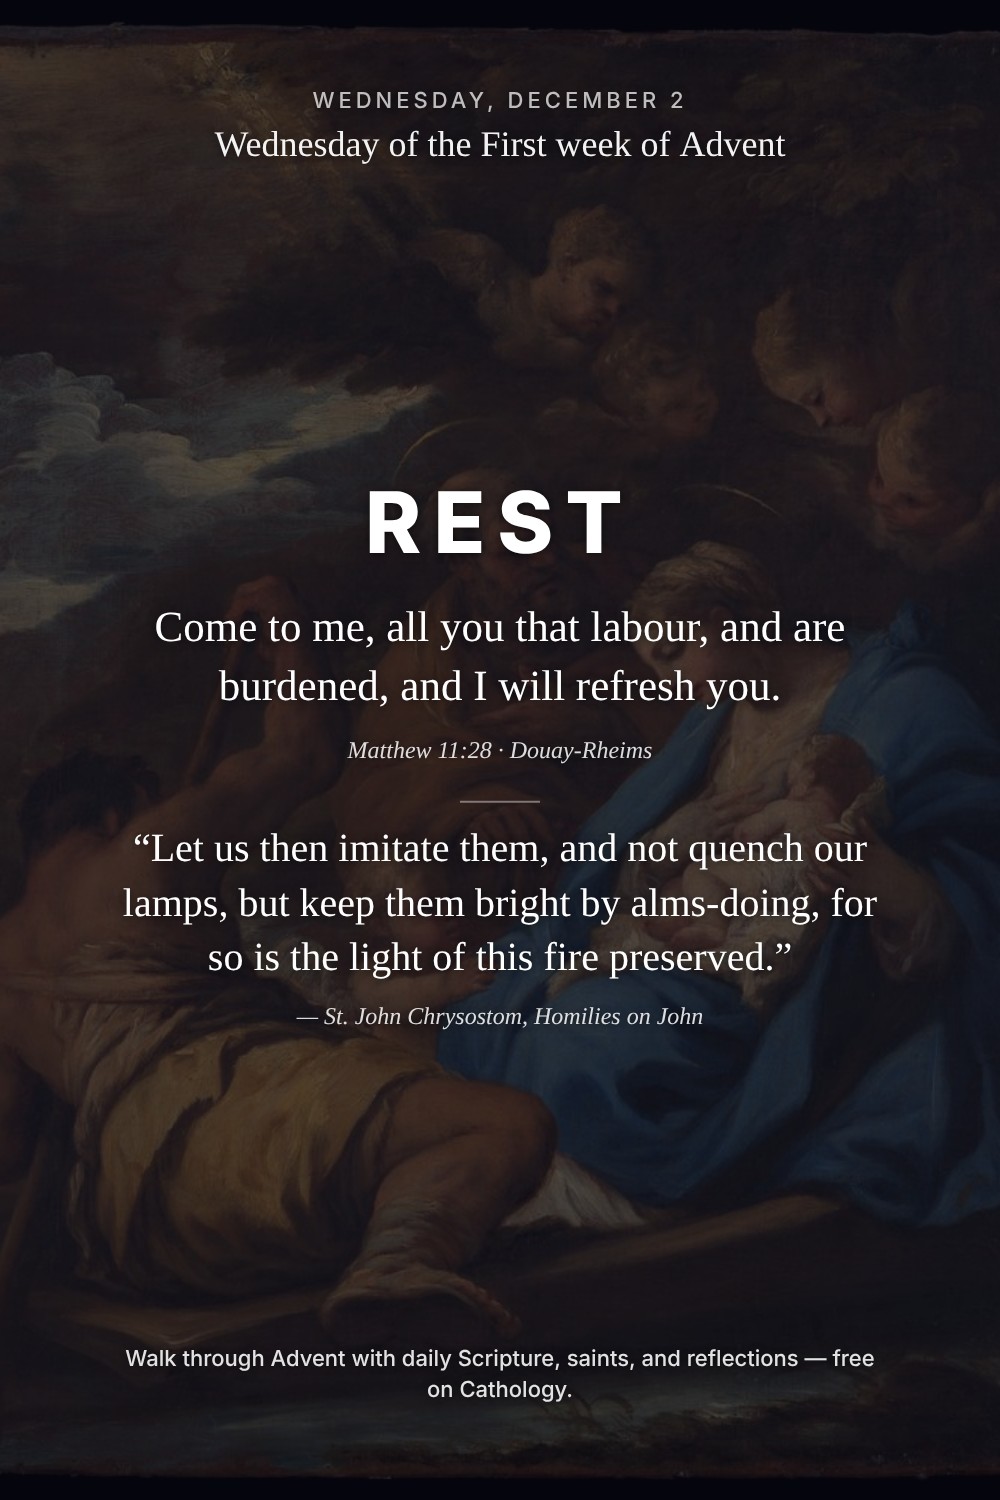 WEDNESDAY, DECEMBER 2
Wednesday of the First week of Advent
REST
Come to me, all you that labour, and are
burdened, and I will refresh you.
Matthew 11:28 · Douay-Rheims
“Let us then imitate them, and not quench our
lamps, but keep them bright by alms-doing, for
so is the light of this fire preserved.”
— St. John Chrysostom, Homilies on John
Walk through Advent with daily Scripture, saints, and reflections — free
on Cathology.